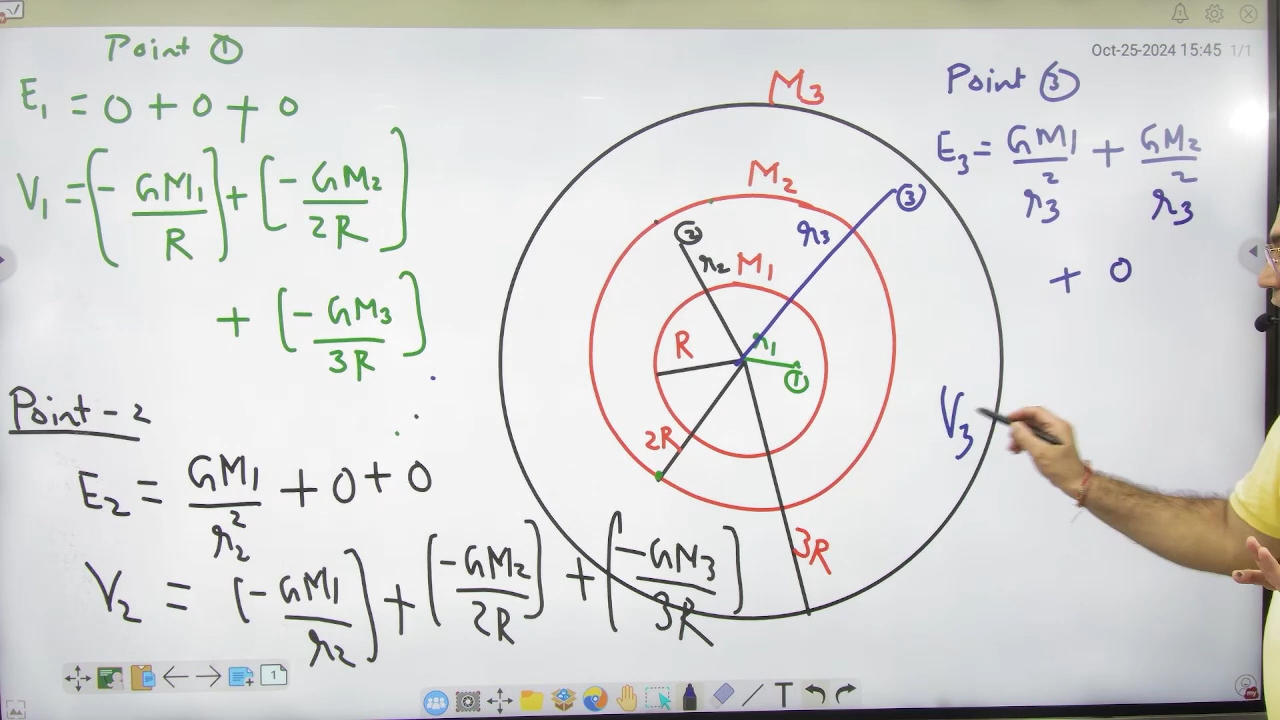 Oct-25-2024 15:45 1/1
Point ①
E₁ = 0 + 0 + 0
V₁ = [- GM₁/R] + [- GM₂/2R]
+ [- GM₃/3R]
Point - 2
E₂ = GM₁/r₂² + 0 + 0
V₂ = [- GM₁/r₂] + [- GM₂/2R] + [- GM₃/3R]
M₃
M₂
②
r₂
M₁
r₃
③
R
r₁
①
2R
3R
Point ③
E₃ = GM₁/r₃² + GM₂/r₃²
+ 0
V₃
1
T